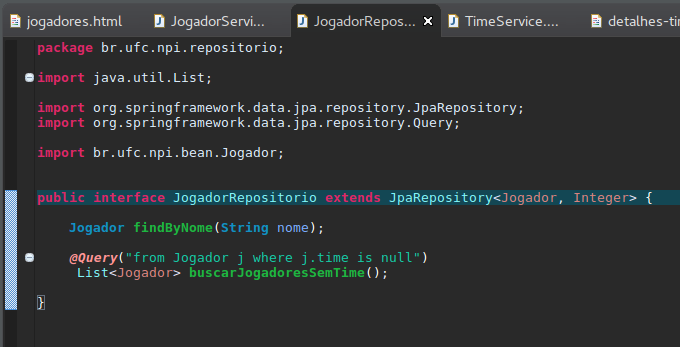 jogadores.html JogadorServi... JogadorRepos... TimeService.... detalhes-ti
package br.ufc.npi.repositorio;
import java.util.List;
import org.springframework.data.jpa.repository.JpaRepository;
import org.springframework.data.jpa.repository.Query;
import br.ufc.npi.bean.Jogador;
public interface JogadorRepositorio extends JpaRepository<Jogador, Integer> {
Jogador findByNome(String nome);
@Query("from Jogador j where j.time is null")
List<Jogador> buscarJogadoresSemTime();
}